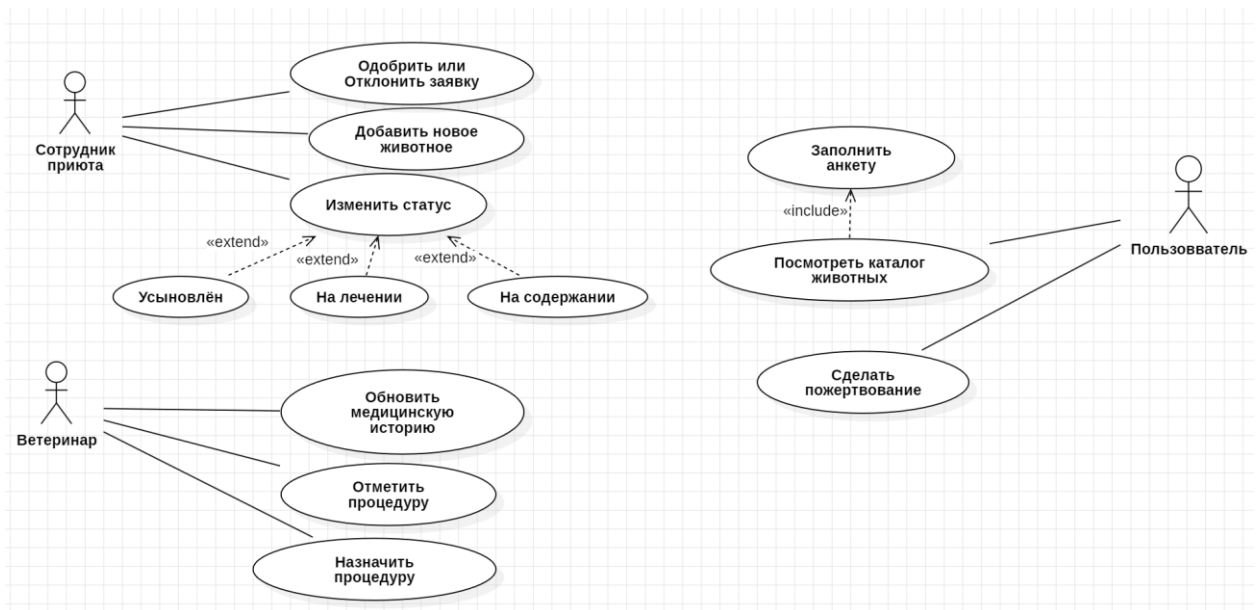 Одобрить или
Отклонить заявку
Сотрудник
приюта
Добавить новое
животное
Изменить статус
«extend»
«extend»
«extend»
Усыновлён
На лечении
На содержании
Ветеринар
Обновить
медицинскую
историю
Отметить
процедуру
Назначить
процедуру
Заполнить
анкету
«include»
Посмотреть каталог
животных
Пользовватель
Сделать
пожертвование